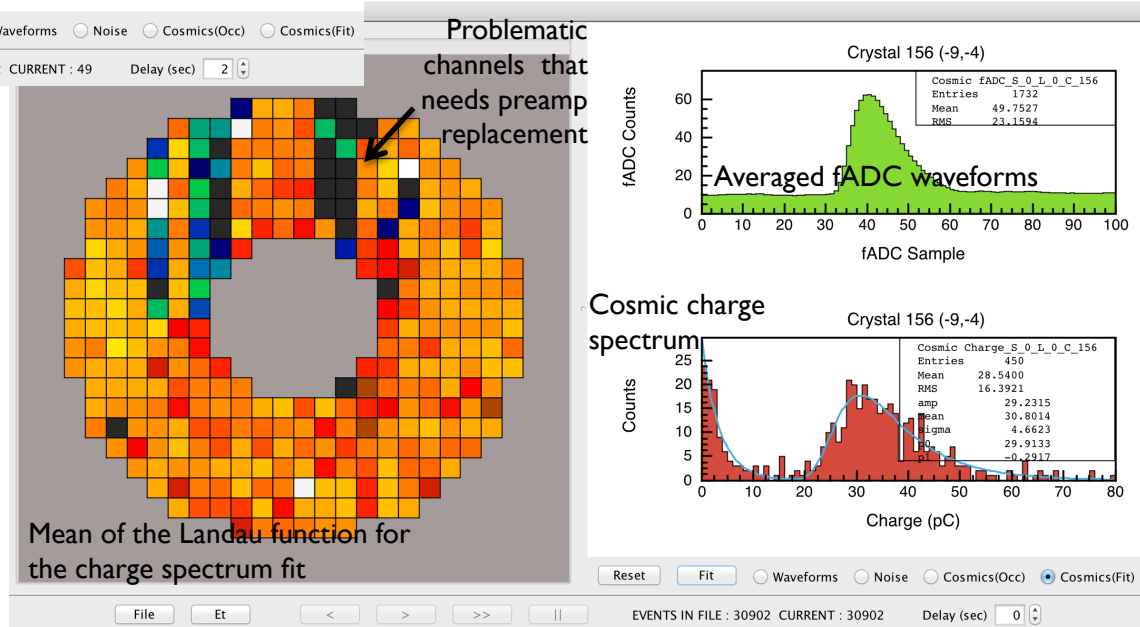 Waveforms Noise Cosmics(Occ) Cosmics(Fit)
CURRENT : 49 Delay (sec) 2
Problematic
channels that
needs preamp
replacement
Crystal 156 (-9,-4)
Cosmic fADC_S_0_L_0_C_156
Entries 1732
Mean 49.7527
RMS 23.1594
fADC Counts
60
40
20
0
Averaged fADC waveforms
0 10 20 30 40 50 60 70 80 90 100
fADC Sample
Cosmic charge
spectrum
Crystal 156 (-9,-4)
Cosmic Charge_S_0_L_0_C_156
Entries 450
Mean 28.5400
RMS 16.3921
amp 29.2315
mean 30.8014
sigma 4.6623
p0 29.9133
p1 -0.2917
Counts
25
20
15
10
5
0
0 10 20 30 40 50 60 70 80
Charge (pC)
Mean of the Landau function for
the charge spectrum fit
Reset Fit Waveforms Noise Cosmics(Occ) Cosmics(Fit)
File Et < > >> || EVENTS IN FILE : 30902 CURRENT : 30902 Delay (sec) 0